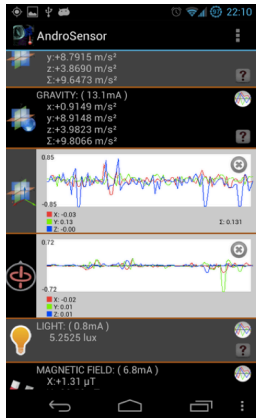 97
22:10
AndroSensor
y:+8.7915 m/s²
z:+3.8690 m/s²
Σ:+9.6473 m/s²
?
GRAVITY: ( 13.1mA )
x:+0.9149 m/s²
y:+8.9148 m/s²
z:+3.9823 m/s²
Σ:+9.8066 m/s²
?
0.85
-0.85
X: -0.03
Y: 0.13
Z: -0.00
Σ: 0.131
0.72
-0.72
X: -0.02
Y: 0.01
Z: 0.01
LIGHT: ( 0.8mA )
5.2525 lux
?
MAGNETIC FIELD: ( 6.8mA )
X:+1.31 µT